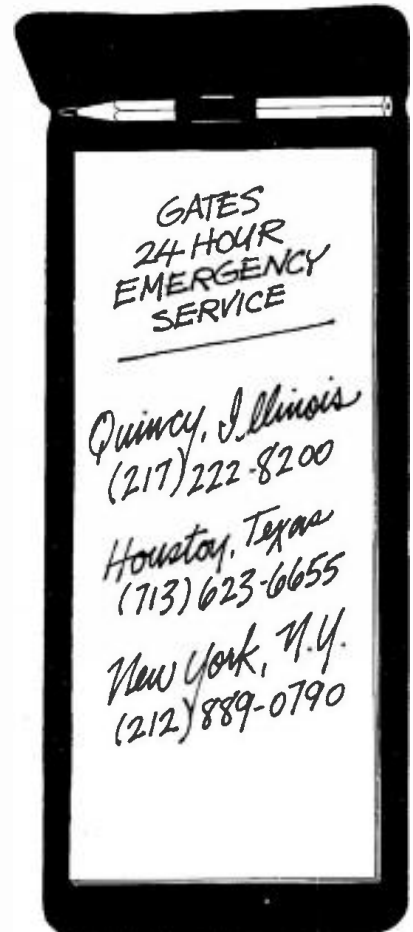 GATES
24 HOUR
EMERGENCY
SERVICE
Quincy, Illinois
(217) 222-8200
Houston, Texas
(713) 623-6655
New York, N.Y.
(212) 889-0790